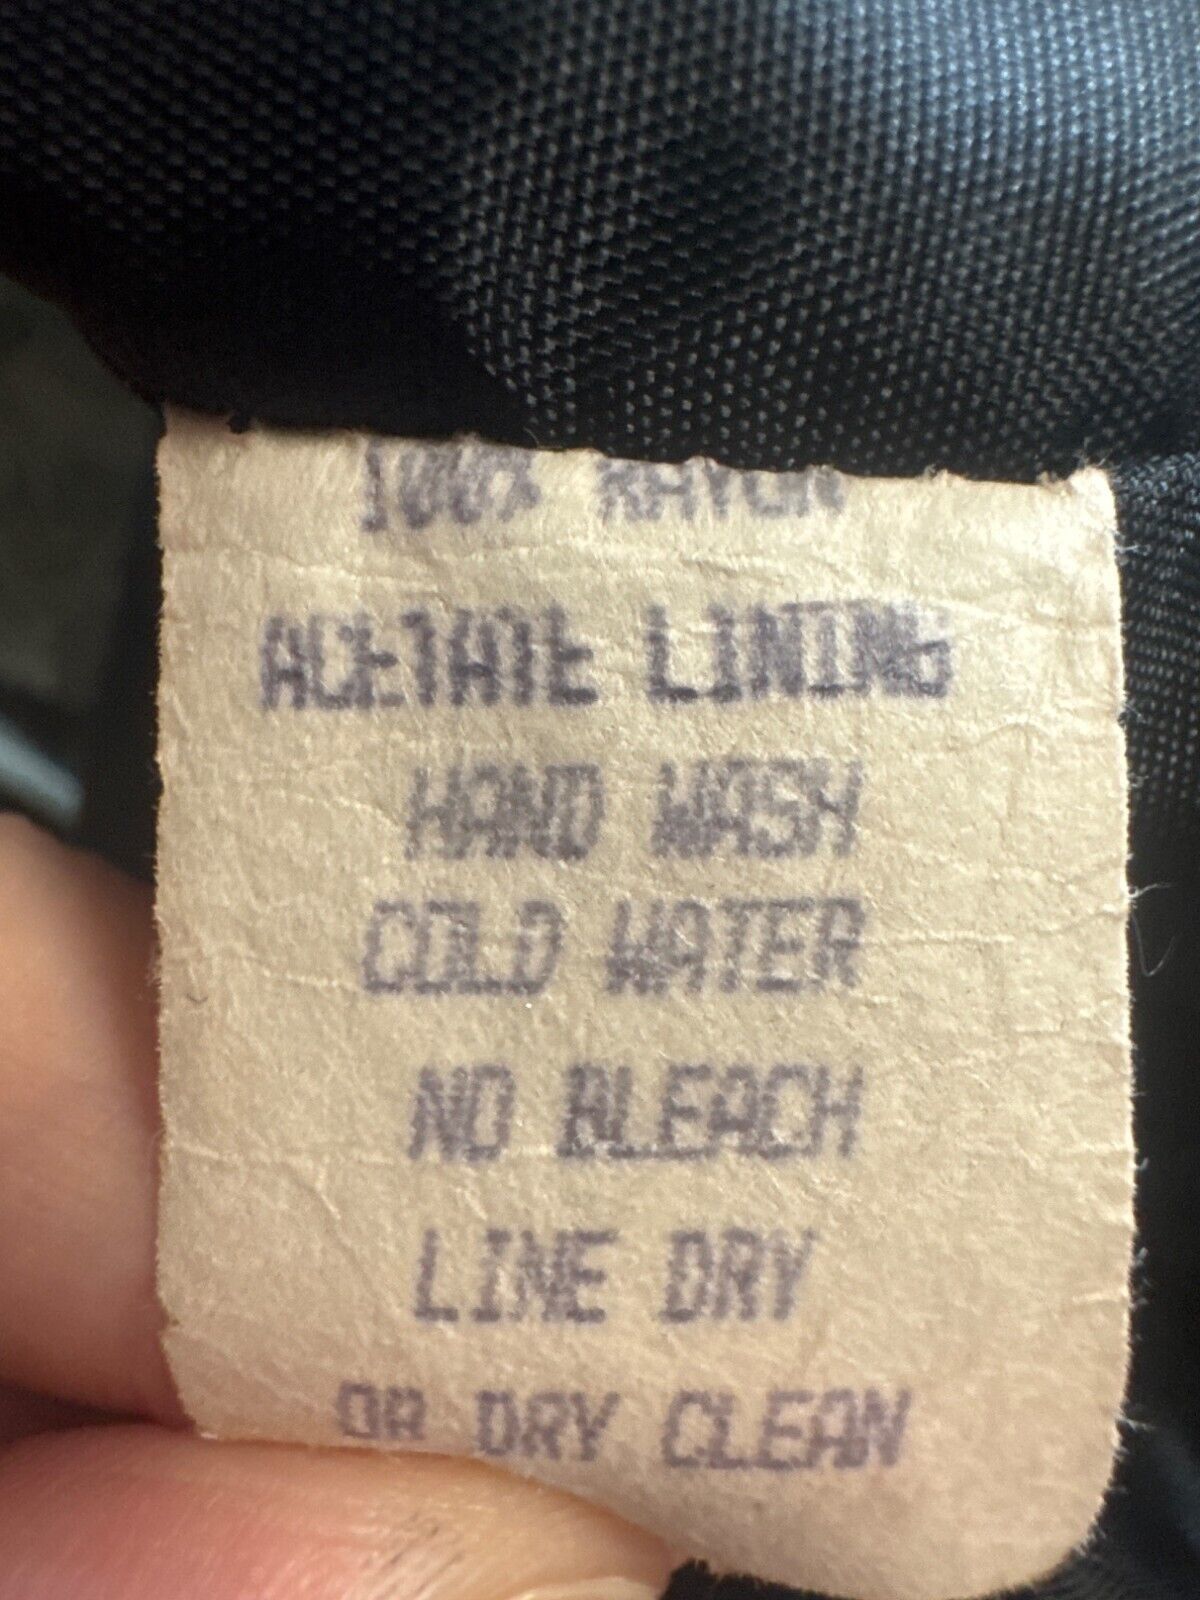 100% RAYON
ACETATE LINING
HAND WASH
COLD WATER
NO BLEACH
LINE DRY
OR DRY CLEAN